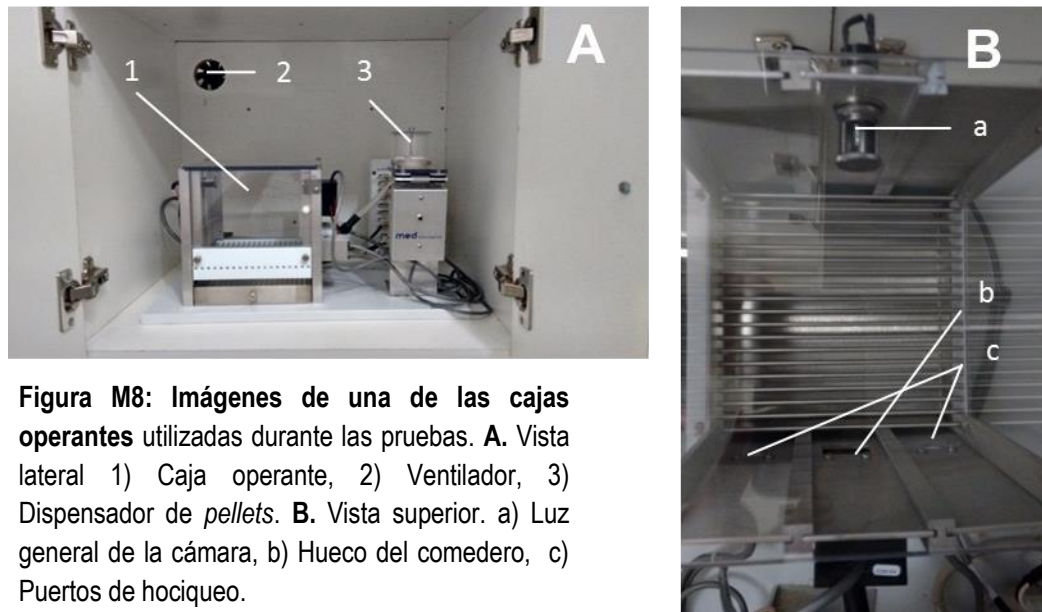 A
1
2
3
med
B
a
b
c
Figura M8: Imágenes de una de las cajas
operantes utilizadas durante las pruebas. A. Vista
lateral 1) Caja operante, 2) Ventilador, 3)
Dispensador de pellets. B. Vista superior. a) Luz
general de la cámara, b) Hueco del comedero, c)
Puertos de hociqueo.